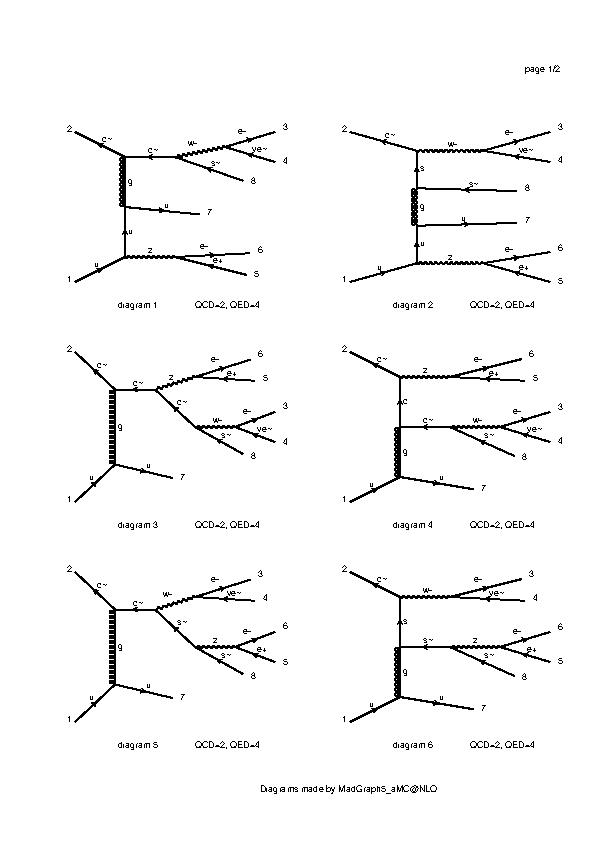 page 1/2
2 c~ c~ w- e- 3
ve~ 4
s~ 8
g
u 7
u
z e- 6
e+ 5
1 u
diagram 1 QCD=2, QED=4
2 c~ w- e- 3
ve~ 4
s
s~ 8
g
u 7
u
z e- 6
e+ 5
1 u
diagram 2 QCD=2, QED=4
2 c~ c~ z e- 6
e+ 5
c~
w- e- 3
ve~ 4
s~ 8
g
1 u u 7
diagram 3 QCD=2, QED=4
2 c~ z e- 6
e+ 5
c
c~ w- e- 3
ve~ 4
s~ 8
g
1 u u 7
diagram 4 QCD=2, QED=4
2 c~ c~ w- e- 3
ve~ 4
s~
z e- 6
e+ 5
s~ 8
g
1 u u 7
diagram 5 QCD=2, QED=4
2 c~ w- e- 3
ve~ 4
s
s~ z e- 6
e+ 5
s~ 8
g
1 u u 7
diagram 6 QCD=2, QED=4
Diagrams made by MadGraph5_aMC@NLO